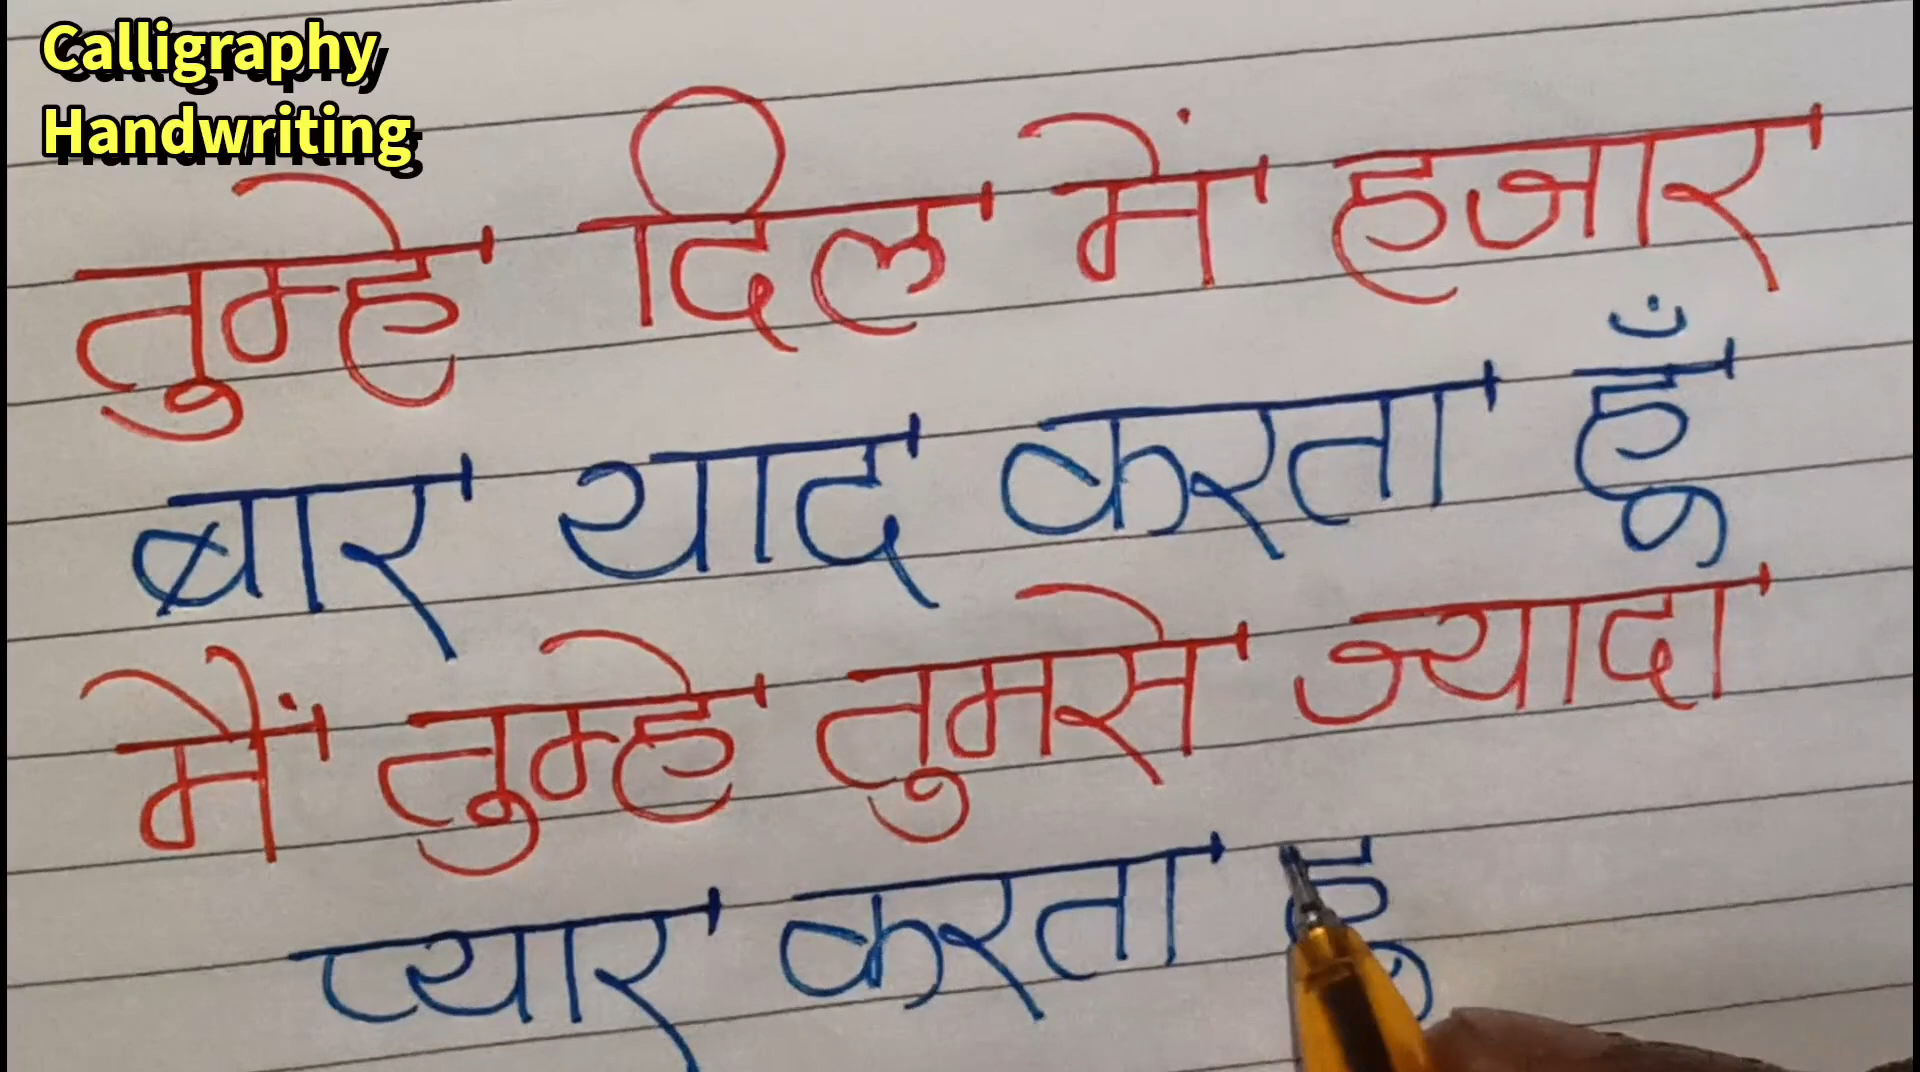 Calligraphy
Handwriting
तुम्हे दिल में हजार
बार याद करता हूँ
मैं तुम्हे तुमसे ज्यादा
प्यार करता हू